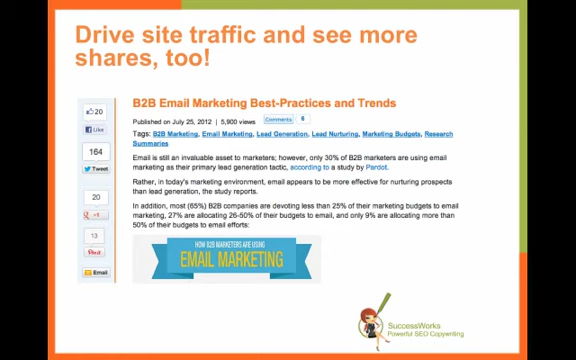 Drive site traffic and see more
shares, too!
20
Like
164
Tweet
20
+1
13
Pin it
Email
B2B Email Marketing Best-Practices and Trends
Published on July 25, 2012 | 5,900 views Comments 6
Tags: B2B Marketing, Email Marketing, Lead Generation, Lead Nurturing, Marketing Budgets, Research
Summaries
Email is still an invaluable asset to marketers; however, only 30% of B2B marketers are using email
marketing as their primary lead generation tactic, according to a study by Pardot.
Rather, in today's marketing environment, email appears to be more effective for nurturing prospects
than lead generation, the study reports.
In addition, most (65%) B2B companies are devoting less than 25% of their marketing budgets to email
marketing, 27% are allocating 26-50% of their budgets to email, and only 9% are allocating more than
50% of their budgets to email efforts:
HOW B2B MARKETERS ARE USING
EMAIL MARKETING
SuccessWorks
Powerful SEO Copywriting